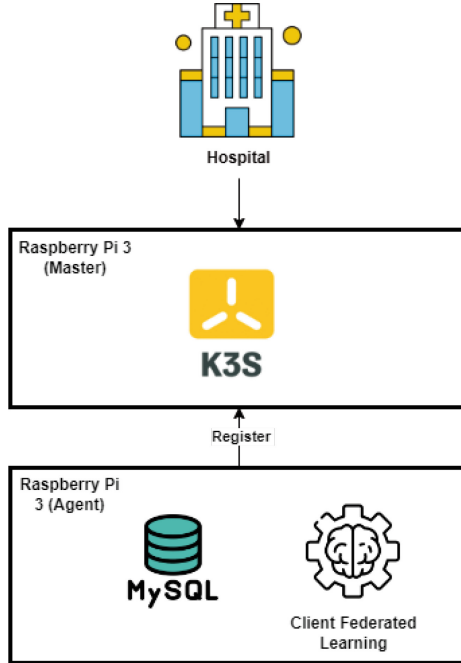 Hospital
Raspberry Pi 3
(Master)
K3S
Register
Raspberry Pi
3 (Agent)
MySQL
Client Federated
Learning